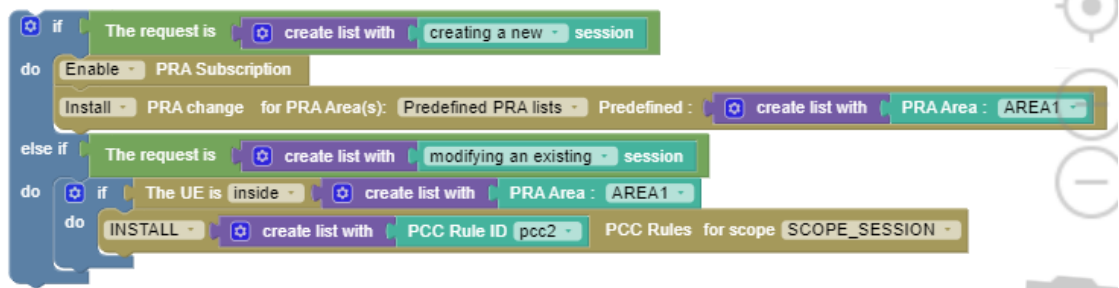 if The request is create list with creating a new session
do Enable PRA Subscription
Install PRA change for PRA Area(s): Predefined PRA lists Predefined : create list with PRA Area : AREA1
else if The request is create list with modifying an existing session
do if The UE is inside create list with PRA Area : AREA1
do INSTALL create list with PCC Rule ID pcc2 PCC Rules for scope SCOPE_SESSION